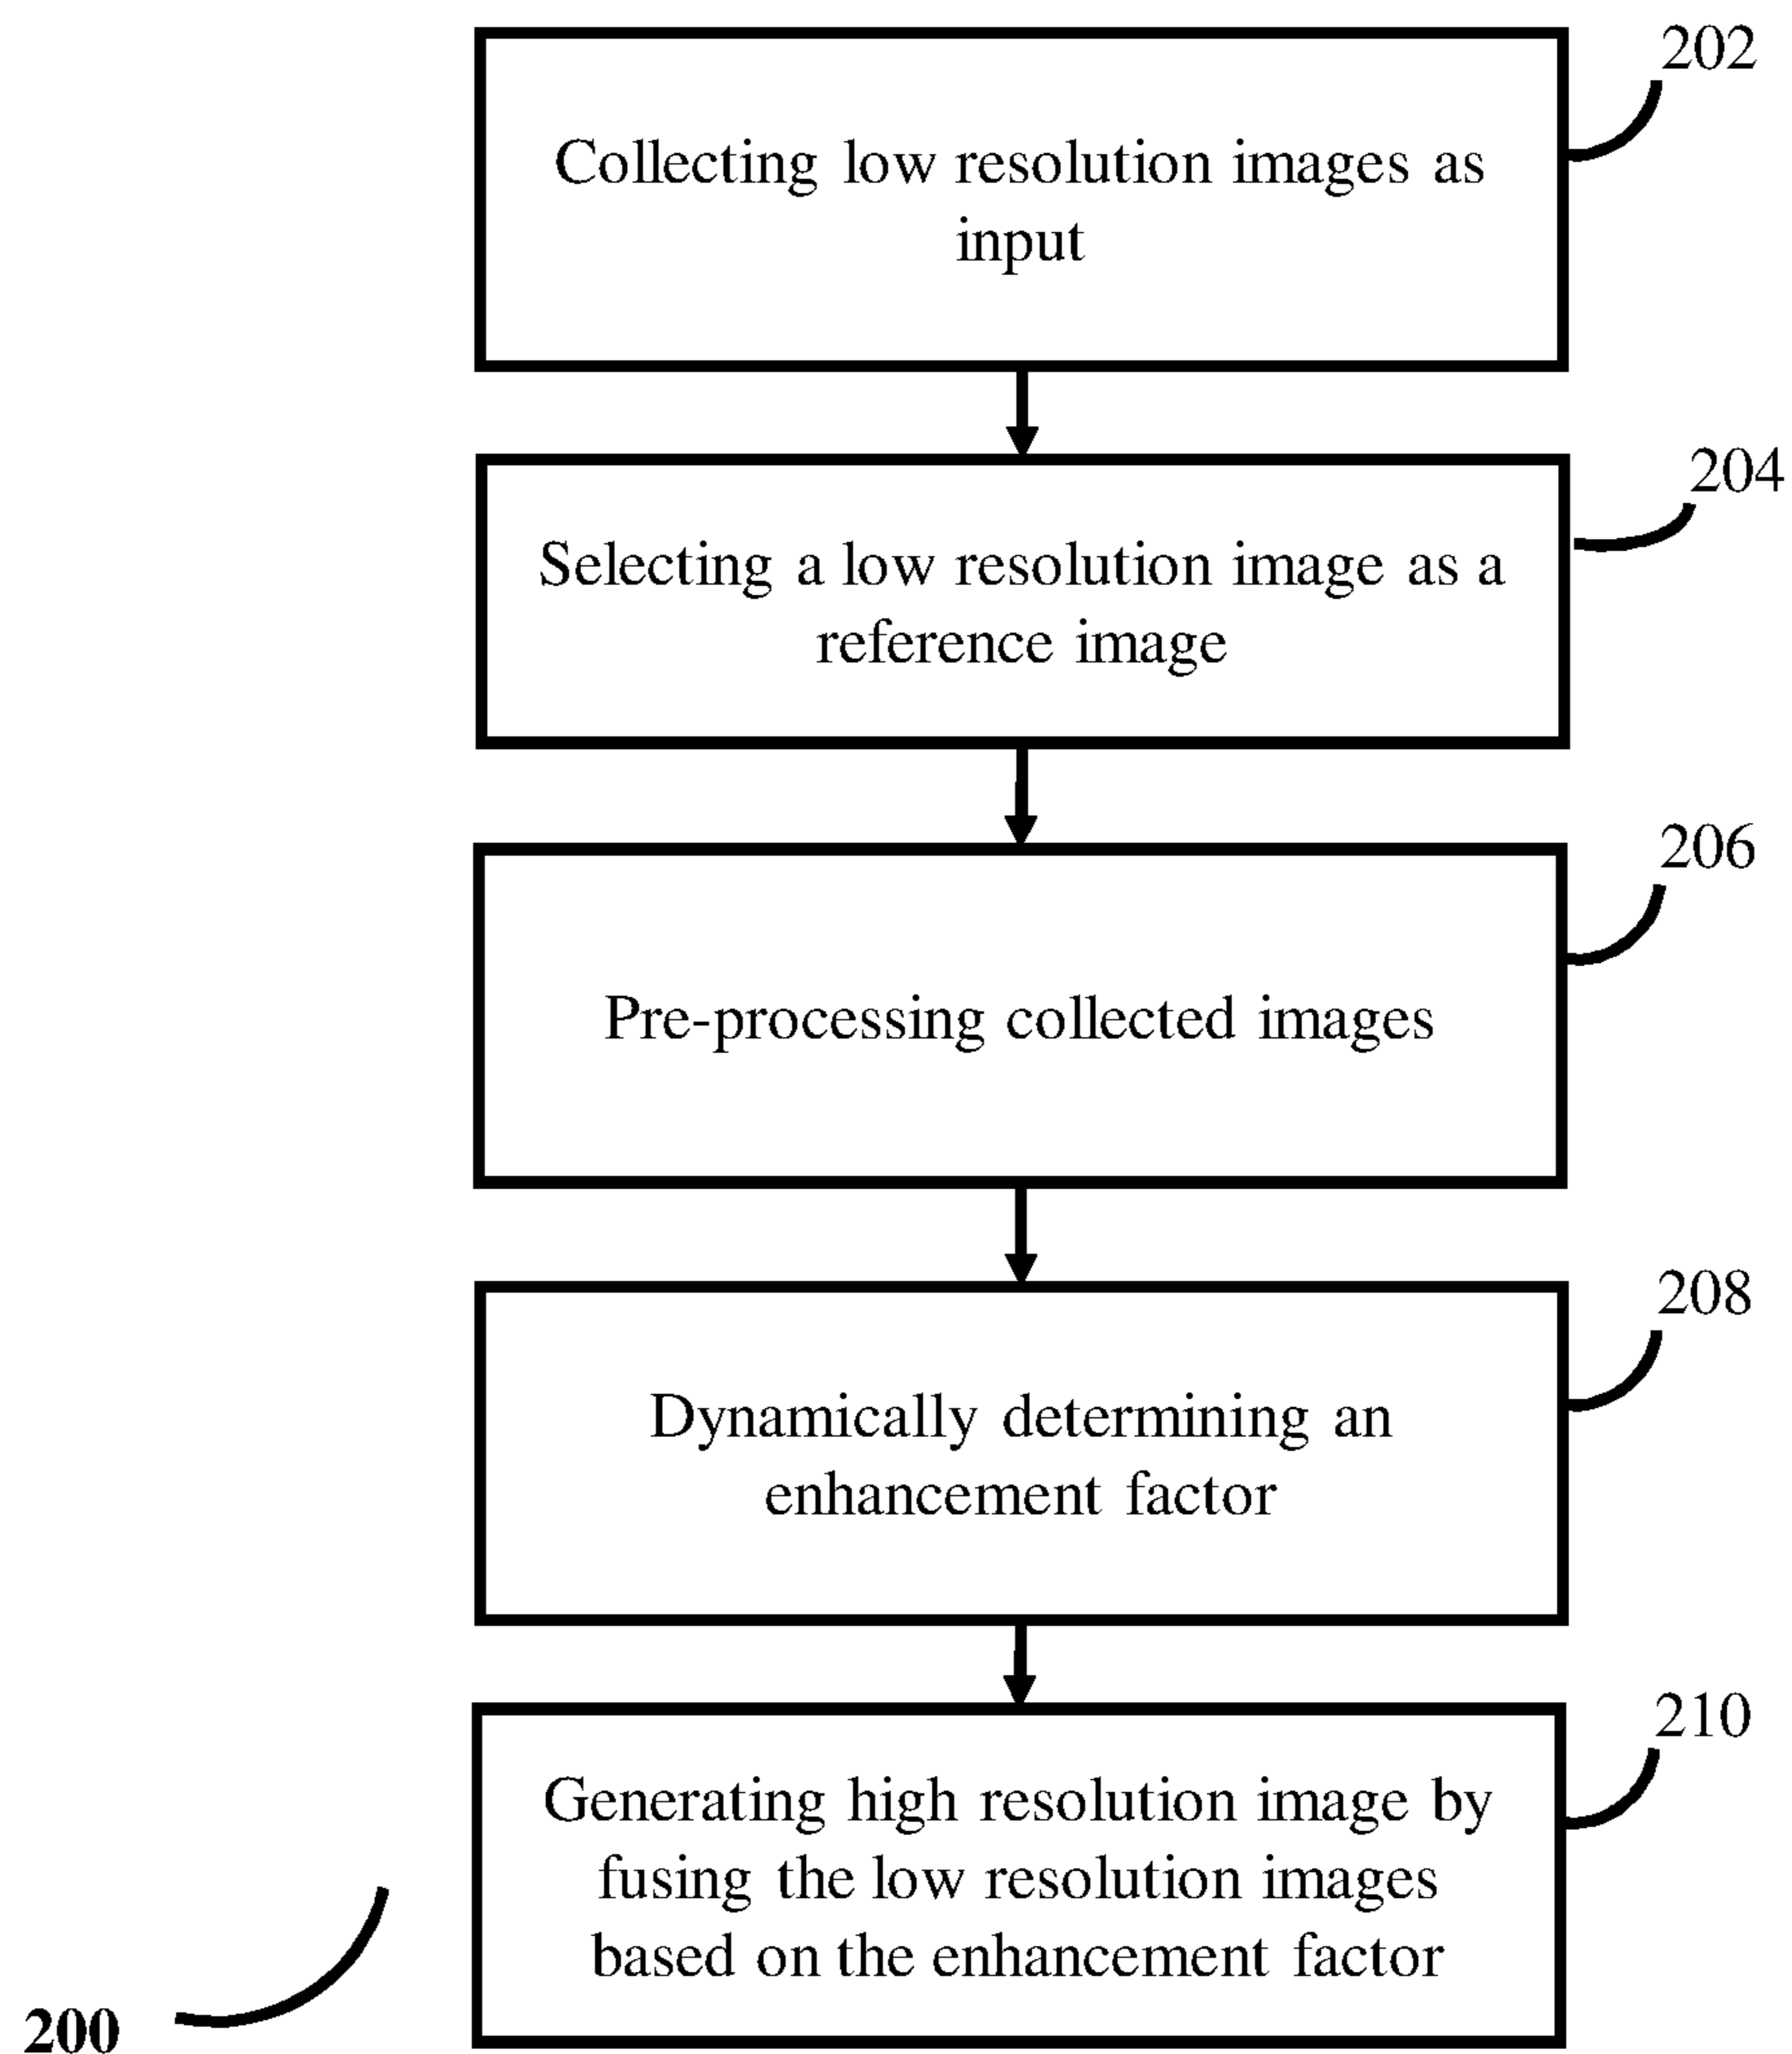 202
Collecting low resolution images as
input
204
Selecting a low resolution image as a
reference image
206
Pre-processing collected images
208
Dynamically determining an
enhancement factor
210
Generating high resolution image by
fusing the low resolution images
based on the enhancement factor
200